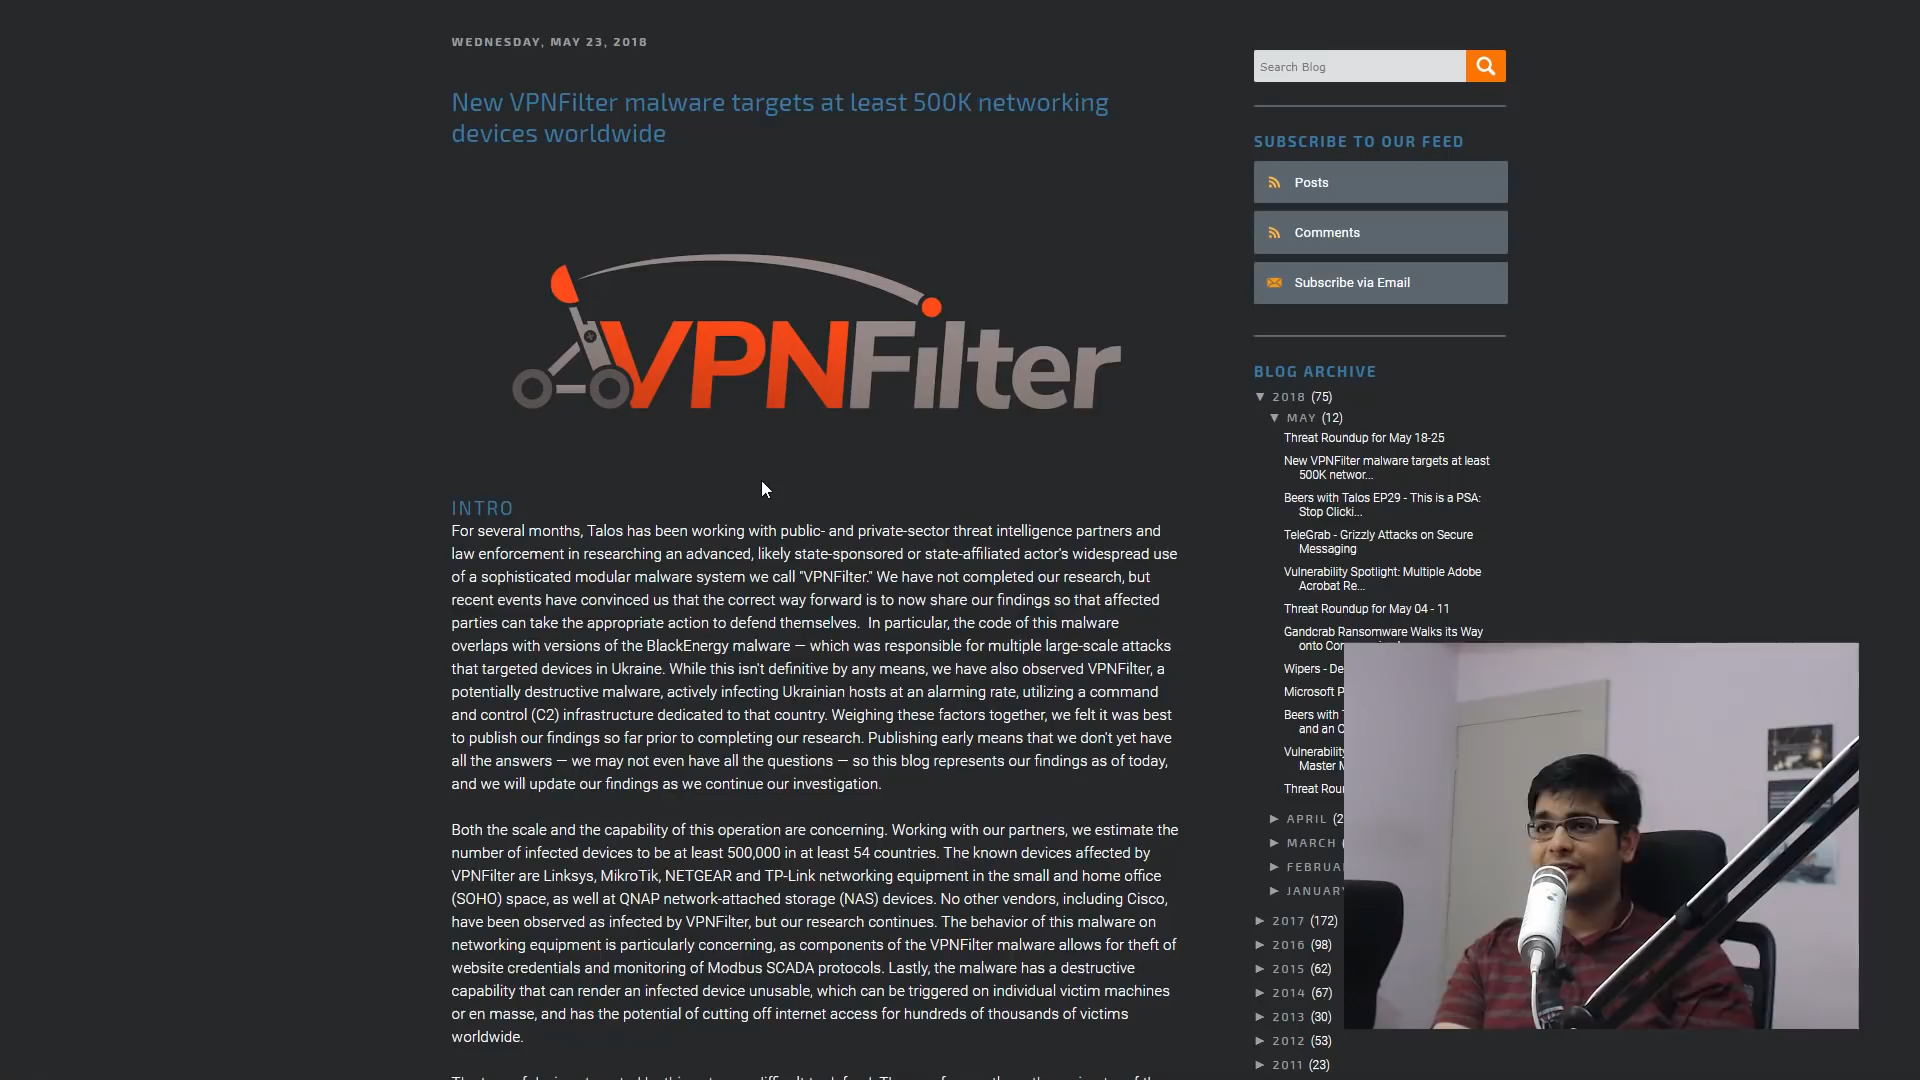 WEDNESDAY, MAY 23, 2018
New VPNFilter malware targets at least 500K networking
devices worldwide
VPNFilter
INTRO
For several months, Talos has been working with public- and private-sector threat intelligence partners and
law enforcement in researching an advanced, likely state-sponsored or state-affiliated actor's widespread use
of a sophisticated modular malware system we call "VPNFilter." We have not completed our research, but
recent events have convinced us that the correct way forward is to now share our findings so that affected
parties can take the appropriate action to defend themselves.  In particular, the code of this malware
overlaps with versions of the BlackEnergy malware — which was responsible for multiple large-scale attacks
that targeted devices in Ukraine. While this isn't definitive by any means, we have also observed VPNFilter, a
potentially destructive malware, actively infecting Ukrainian hosts at an alarming rate, utilizing a command
and control (C2) infrastructure dedicated to that country. Weighing these factors together, we felt it was best
to publish our findings so far prior to completing our research. Publishing early means that we don't yet have
all the answers — we may not even have all the questions — so this blog represents our findings as of today,
and we will update our findings as we continue our investigation.
Both the scale and the capability of this operation are concerning. Working with our partners, we estimate the
number of infected devices to be at least 500,000 in at least 54 countries. The known devices affected by
VPNFilter are Linksys, MikroTik, NETGEAR and TP-Link networking equipment in the small and home office
(SOHO) space, as well as QNAP network-attached storage (NAS) devices. No other vendors, including Cisco,
have been observed as infected by VPNFilter, but our research continues. The behavior of this malware on
networking equipment is particularly concerning, as components of the VPNFilter malware allows for theft of
website credentials and monitoring of Modbus SCADA protocols. Lastly, the malware has a destructive
capability that can render an infected device unusable, which can be triggered on individual victim machines
or en masse, and has the potential of cutting off internet access for hundreds of thousands of victims
worldwide.
Search Blog
SUBSCRIBE TO OUR FEED
Posts
Comments
Subscribe via Email
BLOG ARCHIVE
▼ 2018 (75)
▼ MAY (12)
Threat Roundup for May 18-25
New VPNFilter malware targets at least
500K networ...
Beers with Talos EP29 - This is a PSA:
Stop Clicki...
TeleGrab - Grizzly Attacks on Secure
Messaging
Vulnerability Spotlight: Multiple Adobe
Acrobat Re...
Threat Roundup for May 04 - 11
Gandcrab Ransomware Walks its Way
onto
Wipers -
Microsoft
Beers with
and an
Vulnerability
Master
Threat
► APRIL
► MARCH
►
►
► 2017 (172)
► 2016 (98)
► 2015 (62)
► 2014 (67)
► 2013 (30)
► 2012 (53)
► 2011 (23)